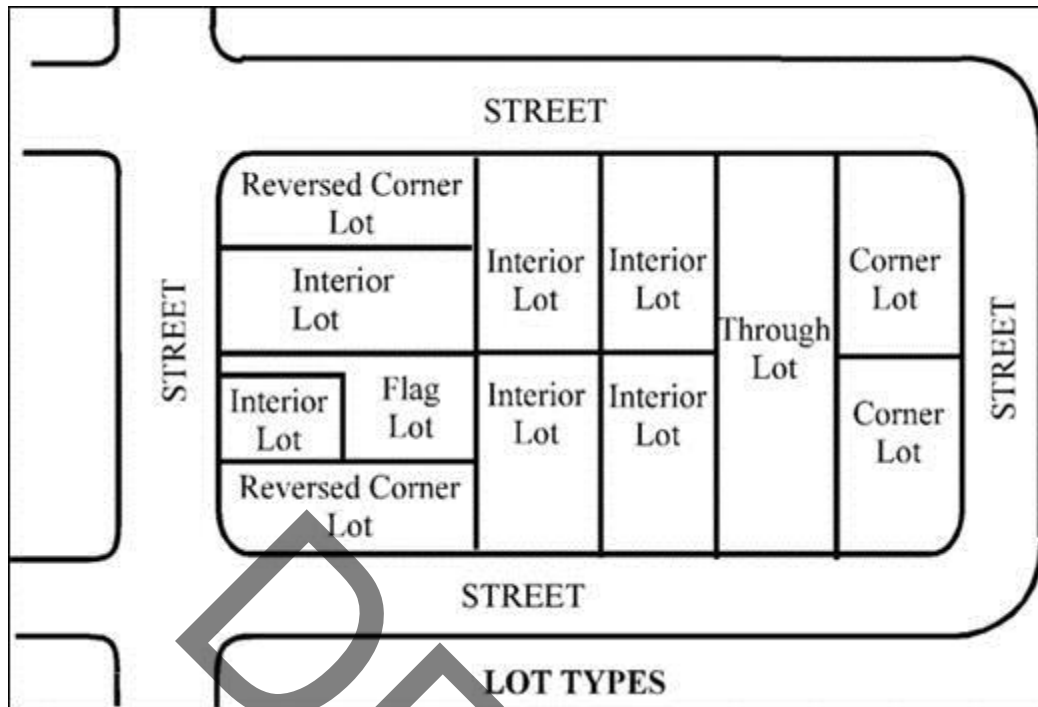 STREET
Reversed Corner
Lot
Interior
Lot
Interior
Lot
Interior
Lot
Corner
Lot
STREET
Through
Lot
STREET
Interior
Lot
Flag
Lot
Interior
Lot
Interior
Lot
Corner
Lot
Reversed Corner
Lot
STREET
LOT TYPES